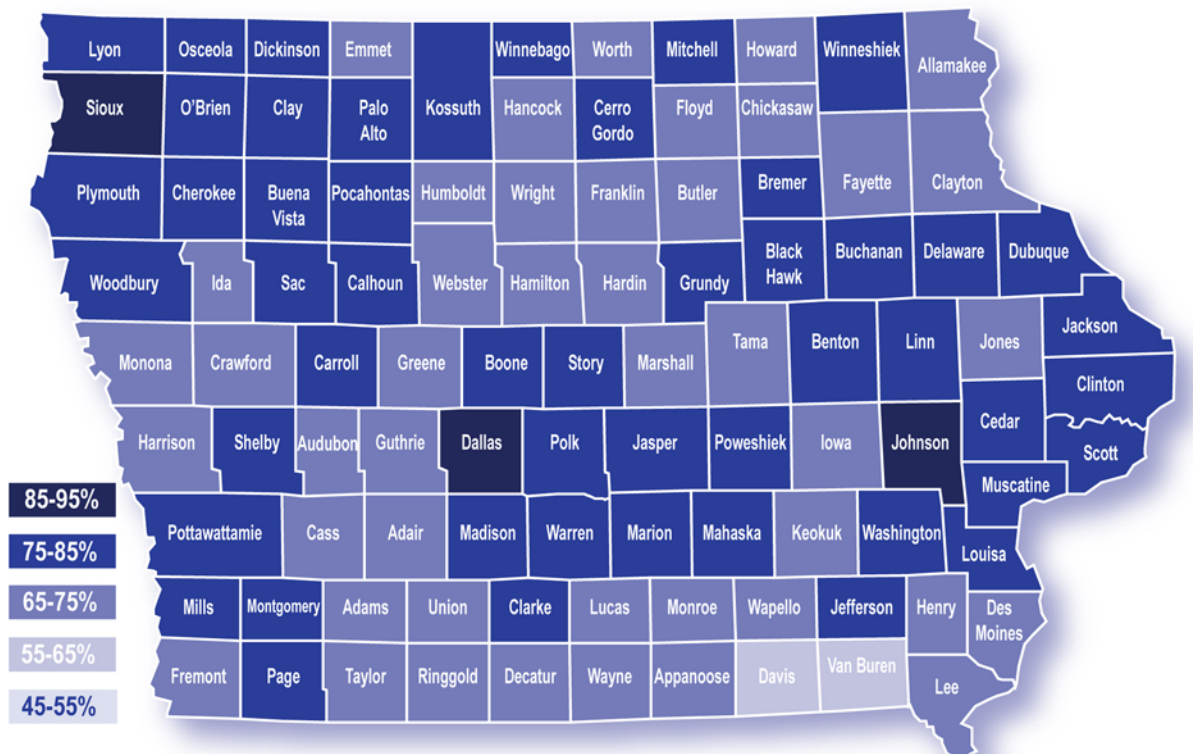 Lyon
Osceola
Dickinson
Emmet
Winnebago
Worth
Mitchell
Howard
Winneshiek
Allamakee
Sioux
O'Brien
Clay
Palo
Alto
Kossuth
Hancock
Cerro
Gordo
Floyd
Chickasaw
Plymouth
Cherokee
Buena
Vista
Pocahontas
Humboldt
Wright
Franklin
Butler
Bremer
Fayette
Clayton
Woodbury
Ida
Sac
Calhoun
Webster
Hamilton
Hardin
Grundy
Black
Hawk
Buchanan
Delaware
Dubuque
Monona
Crawford
Carroll
Greene
Boone
Story
Marshall
Tama
Benton
Linn
Jones
Jackson
Clinton
Harrison
Shelby
Audubon
Guthrie
Dallas
Polk
Jasper
Poweshiek
Iowa
Johnson
Cedar
Scott
Muscatine
Pottawattamie
Cass
Adair
Madison
Warren
Marion
Mahaska
Keokuk
Washington
Louisa
Mills
Montgomery
Adams
Union
Clarke
Lucas
Monroe
Wapello
Jefferson
Henry
Des
Moines
Fremont
Page
Taylor
Ringgold
Decatur
Wayne
Appanoose
Davis
Van Buren
Lee
85-95%
75-85%
65-75%
55-65%
45-55%